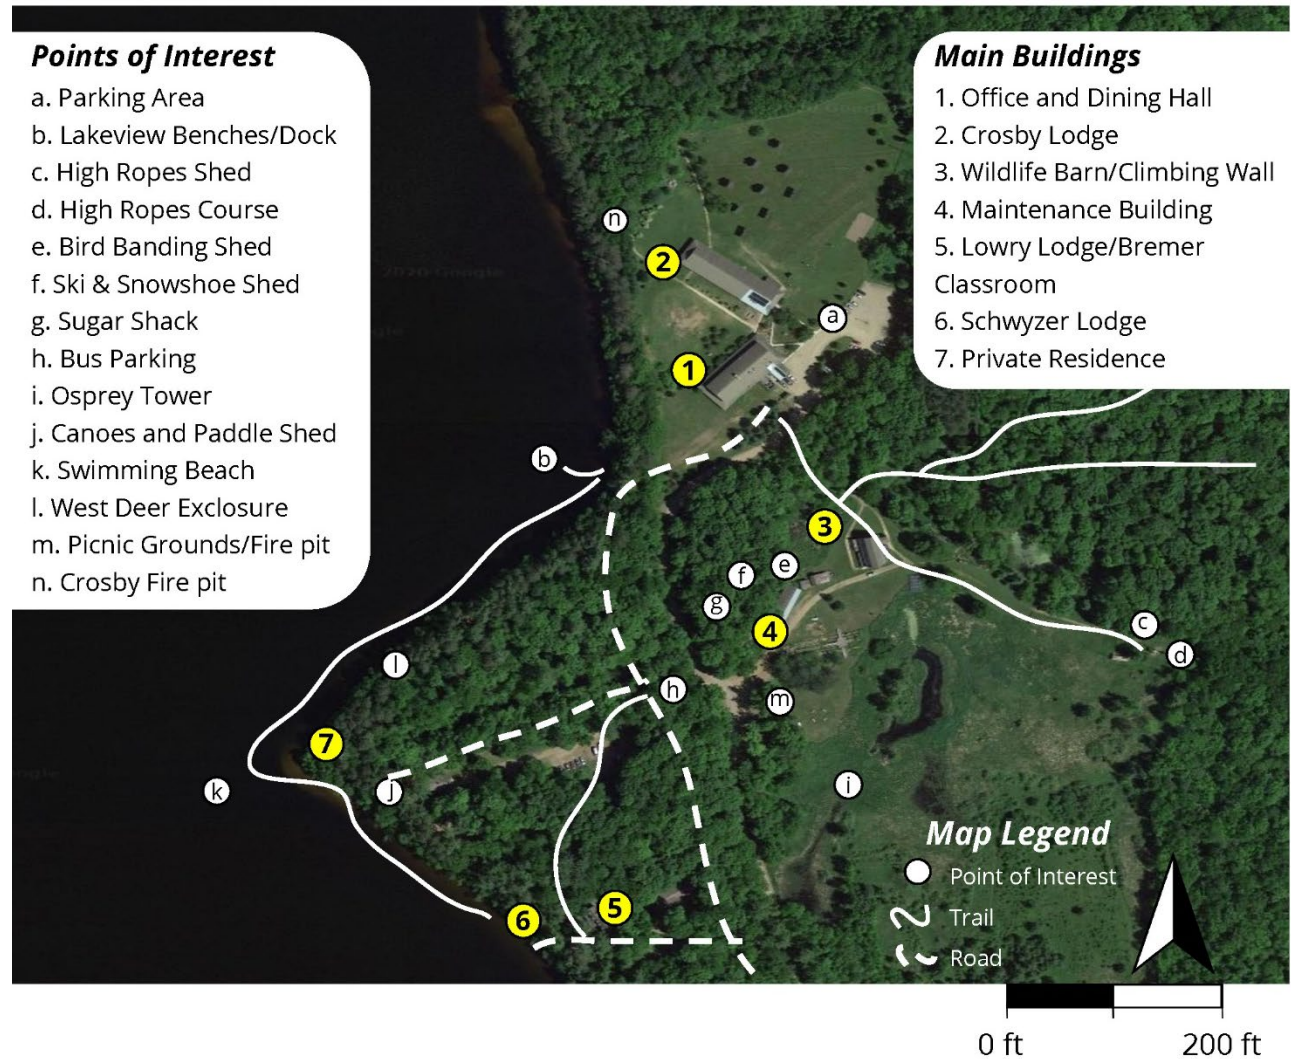 Points of Interest
a. Parking Area
b. Lakeview Benches/Dock
c. High Ropes Shed
d. High Ropes Course
e. Bird Banding Shed
f. Ski & Snowshoe Shed
g. Sugar Shack
h. Bus Parking
i. Osprey Tower
j. Canoes and Paddle Shed
k. Swimming Beach
l. West Deer Exclosure
m. Picnic Grounds/Fire pit
n. Crosby Fire pit
Main Buildings
1. Office and Dining Hall
2. Crosby Lodge
3. Wildlife Barn/Climbing Wall
4. Maintenance Building
5. Lowry Lodge/Bremer
Classroom
6. Schwyzer Lodge
7. Private Residence
n
2
2020 Google
a
1
b
3
e
f
g
4
c
d
l
h
m
7
k
j
i
5
6
Map Legend
Point of Interest
Trail
Road
0 ft 200 ft